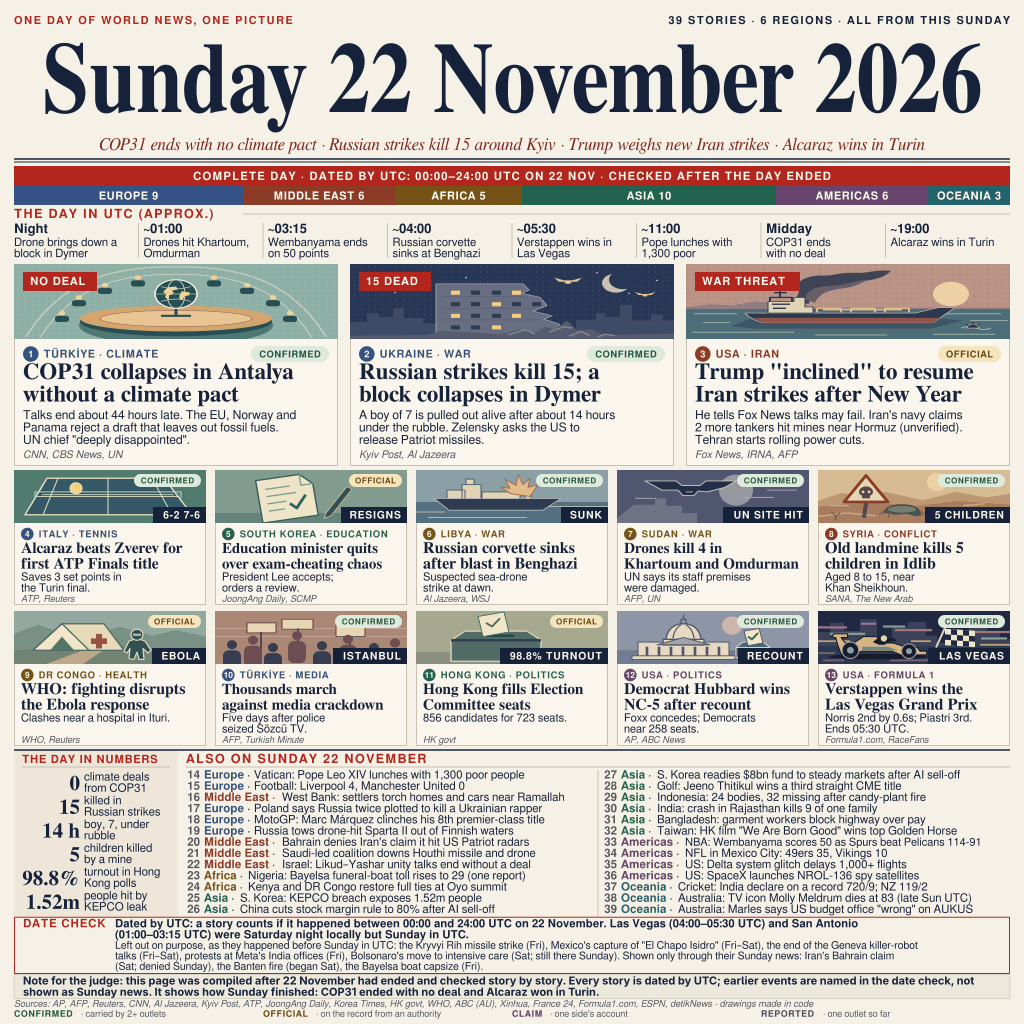 ONE DAY OF WORLD NEWS, ONE PICTURE
39 STORIES · 6 REGIONS · ALL FROM THIS SUNDAY
Sunday 22 November 2026
COP31 ends with no climate pact · Russian strikes kill 15 around Kyiv · Trump weighs new Iran strikes · Alcaraz wins in Turin
COMPLETE DAY · DATED BY UTC: 00:00–24:00 UTC ON 22 NOV · CHECKED AFTER THE DAY ENDED
EUROPE 9
MIDDLE EAST 6
AFRICA 5
ASIA 10
AMERICAS 6
OCEANIA 3
THE DAY IN UTC (APPROX.)
Night
Drone brings down a
block in Dymer
~01:00
Drones hit Khartoum,
Omdurman
~03:15
Wembanyama ends
on 50 points
~04:00
Russian corvette
sinks at Benghazi
~05:30
Verstappen wins in
Las Vegas
~11:00
Pope lunches with
1,300 poor
Midday
COP31 ends
with no deal
~19:00
Alcaraz wins in Turin
NO DEAL
1 TÜRKİYE · CLIMATE
CONFIRMED
COP31 collapses in Antalya
without a climate pact
Talks end about 44 hours late. The EU, Norway and
Panama reject a draft that leaves out fossil fuels.
UN chief "deeply disappointed".
CNN, CBS News, UN
15 DEAD
2 UKRAINE · WAR
CONFIRMED
Russian strikes kill 15; a
block collapses in Dymer
A boy of 7 is pulled out alive after about 14 hours
under the rubble. Zelensky asks the US to
release Patriot missiles.
Kyiv Post, Al Jazeera
WAR THREAT
3 USA · IRAN
OFFICIAL
Trump "inclined" to resume
Iran strikes after New Year
He tells Fox News talks may fail. Iran's navy claims
2 more tankers hit mines near Hormuz (unverified).
Tehran starts rolling power cuts.
Fox News, IRNA, AFP
CONFIRMED
6-2 7-6
4 ITALY · TENNIS
Alcaraz beats Zverev for
first ATP Finals title
Saves 3 set points in
the Turin final.
ATP, Reuters
OFFICIAL
RESIGNS
5 SOUTH KOREA · EDUCATION
Education minister quits
over exam-cheating chaos
President Lee accepts;
orders a review.
JoongAng Daily, SCMP
CONFIRMED
SUNK
6 LIBYA · WAR
Russian corvette sinks
after blast in Benghazi
Suspected sea-drone
strike at dawn.
Al Jazeera, WSJ
CONFIRMED
UN SITE HIT
7 SUDAN · WAR
Drones kill 4 in
Khartoum and Omdurman
UN says its staff premises
were damaged.
AFP, UN
CONFIRMED
5 CHILDREN
8 SYRIA · CONFLICT
Old landmine kills 5
children in Idlib
Aged 8 to 15, near
Khan Sheikhoun.
SANA, The New Arab
OFFICIAL
EBOLA
9 DR CONGO · HEALTH
WHO: fighting disrupts
the Ebola response
Clashes near a hospital in Ituri.
WHO, Reuters
CONFIRMED
ISTANBUL
10 TÜRKİYE · MEDIA
Thousands march
against media crackdown
Five days after police
seized Sözcü TV.
AFP, Turkish Minute
OFFICIAL
98.8% TURNOUT
11 HONG KONG · POLITICS
Hong Kong fills Election
Committee seats
856 candidates for 723 seats.
HK govt
CONFIRMED
RECOUNT
12 USA · POLITICS
Democrat Hubbard wins
NC-5 after recount
Foxx concedes; Democrats
near 258 seats.
AP, ABC News
CONFIRMED
LAS VEGAS
13 USA · FORMULA 1
Verstappen wins the
Las Vegas Grand Prix
Norris 2nd by 0.6s; Piastri 3rd.
Ends 05:30 UTC.
Formula1.com, RaceFans
THE DAY IN NUMBERS
0 climate deals
from COP31
15 killed in
Russian strikes
14 h boy, 7, under
rubble
5 children killed
by a mine
98.8% turnout in Hong
Kong polls
1.52m people hit by
KEPCO leak
ALSO ON SUNDAY 22 NOVEMBER
14 Europe · Vatican: Pope Leo XIV lunches with 1,300 poor people
15 Europe · Football: Liverpool 4, Manchester United 0
16 Middle East · West Bank: settlers torch homes and cars near Ramallah
17 Europe · Poland says Russia twice plotted to kill a Ukrainian rapper
18 Europe · MotoGP: Marc Márquez clinches his 8th premier-class title
19 Europe · Russia tows drone-hit Sparta II out of Finnish waters
20 Middle East · Bahrain denies Iran's claim it hit US Patriot radars
21 Middle East · Saudi-led coalition downs Houthi missile and drone
22 Middle East · Israel: Likud–Yashar unity talks end without a deal
23 Africa · Nigeria: Bayelsa funeral-boat toll rises to 29 (one report)
24 Africa · Kenya and DR Congo restore full ties at Oyo summit
25 Asia · S. Korea: KEPCO breach exposes 1.52m people
26 Asia · China cuts stock margin rule to 80% after AI sell-off
27 Asia · S. Korea readies $8bn fund to steady markets after AI sell-off
28 Asia · Golf: Jeeno Thitikul wins a third straight CME title
29 Asia · Indonesia: 24 bodies, 32 missing after candy-plant fire
30 Asia · India: crash in Rajasthan kills 9 of one family
31 Asia · Bangladesh: garment workers block highway over pay
32 Asia · Taiwan: HK film "We Are Born Good" wins top Golden Horse
33 Americas · NBA: Wembanyama scores 50 as Spurs beat Pelicans 114-91
34 Americas · NFL in Mexico City: 49ers 35, Vikings 10
35 Americas · US: Delta system glitch delays 1,000+ flights
36 Americas · US: SpaceX launches NROL-136 spy satellites
37 Oceania · Cricket: India declare on a record 720/9; NZ 119/2
38 Oceania · Australia: TV icon Molly Meldrum dies at 83 (late Sun UTC)
39 Oceania · Australia: Marles says US budget office "wrong" on AUKUS
DATE CHECK
Dated by UTC: a story counts if it happened between 00:00 and 24:00 UTC on 22 November. Las Vegas (04:00–05:30 UTC) and San Antonio
(01:00–03:15 UTC) were Saturday night locally but Sunday in UTC.
Left out on purpose, as they happened before Sunday in UTC: the Kryvyi Rih missile strike (Fri), Mexico's capture of "El Chapo Isidro" (Fri–Sat), the end of the Geneva killer-robot
talks (Fri–Sat), protests at Meta's India offices (Fri), Bolsonaro's move to intensive care (Sat; still there Sunday). Shown only through their Sunday news: Iran's Bahrain claim
(Sat; denied Sunday), the Banten fire (began Sat), the Bayelsa boat capsize (Fri).
Note for the judge: this page was compiled after 22 November had ended and checked story by story. Every story is dated by UTC; earlier events are named in the date check, not
shown as Sunday news. It shows how Sunday finished: COP31 ended with no deal and Alcaraz won in Turin.
Sources: AP, AFP, Reuters, CNN, Al Jazeera, Kyiv Post, ATP, JoongAng Daily, Korea Times, HK govt, WHO, ABC (AU), Xinhua, France 24, Formula1.com, ESPN, detikNews · drawings made in code
CONFIRMED · carried by 2+ outlets
OFFICIAL · on the record from an authority
CLAIM · one side's account
REPORTED · one outlet so far